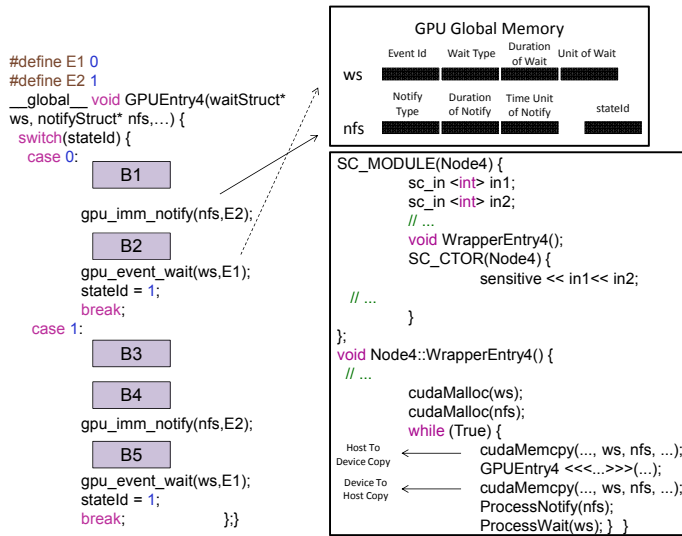 #define E1 0
#define E2 1
__global__ void GPUEntry4(waitStruct*
ws, notifyStruct* nfs,…) {
switch(stateId) {
case 0:
B1
gpu_imm_notify(nfs,E2);
B2
gpu_event_wait(ws,E1);
stateId = 1;
break;
case 1:
B3
B4
gpu_imm_notify(nfs,E2);
B5
gpu_event_wait(ws,E1);
stateId = 1;
break; };}
GPU Global Memory
Event Id Wait Type Duration of Wait Unit of Wait
ws
Notify Type Duration of Notify Time Unit of Notify stateId
nfs
SC_MODULE(Node4) {
sc_in <int> in1;
sc_in <int> in2;
// ...
void WrapperEntry4();
SC_CTOR(Node4) {
sensitive << in1<< in2;
// ...
}
};
void Node4::WrapperEntry4() {
// ...
cudaMalloc(ws);
cudaMalloc(nfs);
while (True) {
Host To Device Copy cudaMemcpy(..., ws, nfs, ...);
GPUEntry4 <<<...>>>(...);
Device To Host Copy cudaMemcpy(..., ws, nfs, ...);
ProcessNotify(nfs);
ProcessWait(ws); } }